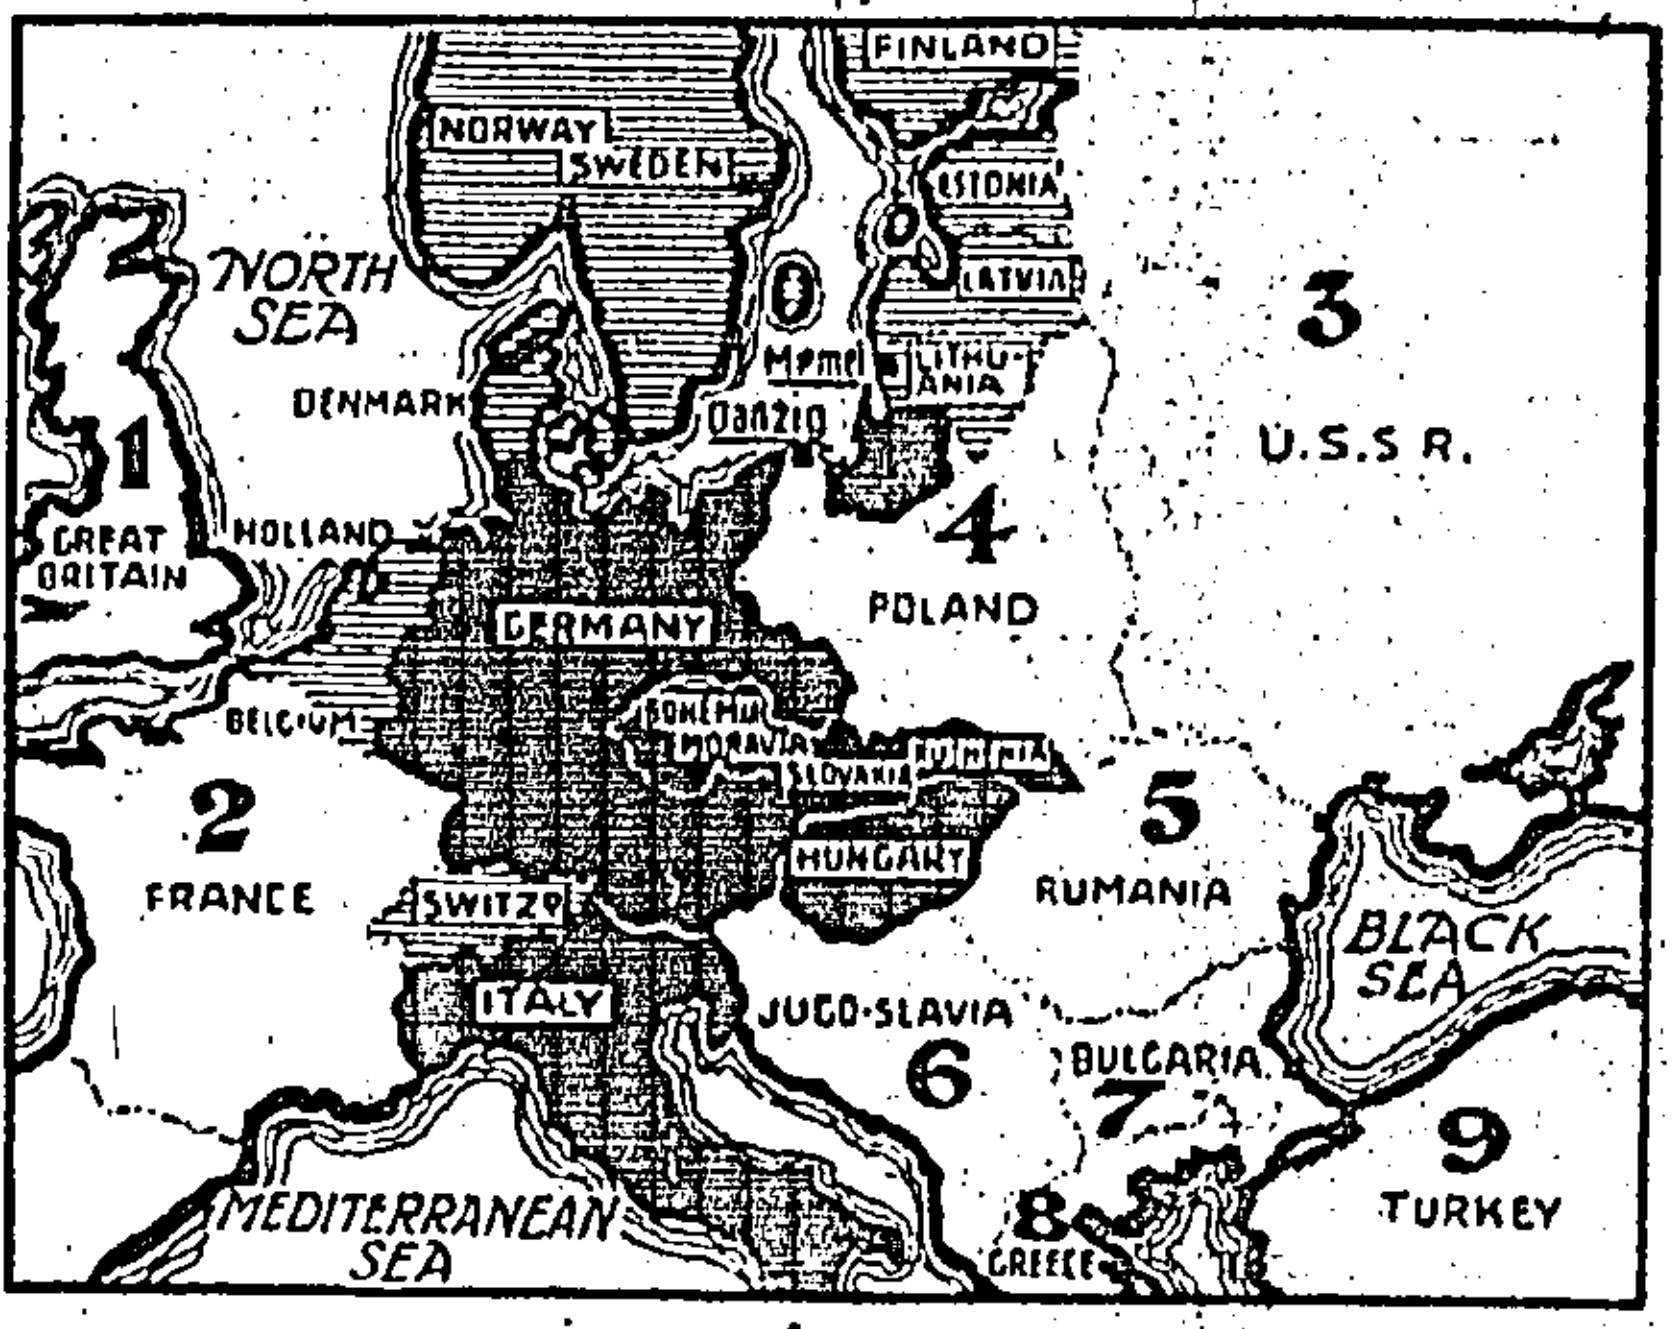 FINLAND
NORWAY
SWEDEN
ESTONIA
NORTH
SEA
LATVIA
3
Memel
LITHU-
ANIA
DENMARK
Danzig
1
U.S.S R.
4
GREAT
BRITAIN
HOLLAND
GERMANY
POLAND
BELGIUM
BOHEMIA
MORAVIA
SLOVAKIA
2
5
HUNGARY
FRANCE
SWITZ
RUMANIA
BLACK
SEA
ITALY
JUGO-SLAVIA
6
BULGARIA
7
9
MEDITERRANEAN
SEA
8
GREECE
TURKEY